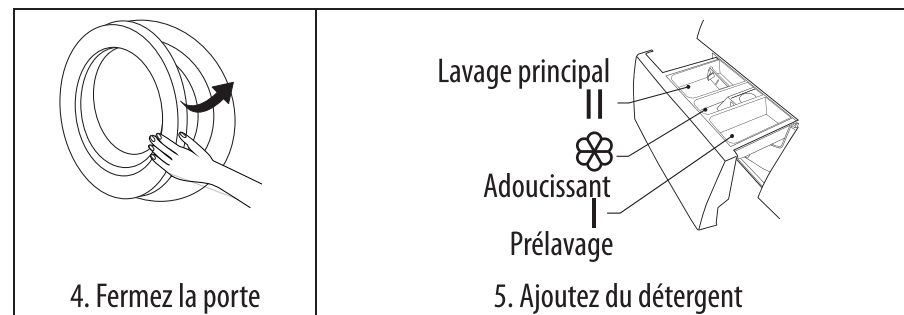 4. Fermez la porte
Lavage principal
II
Adoucissant
I
Prélavage
5. Ajoutez du détergent